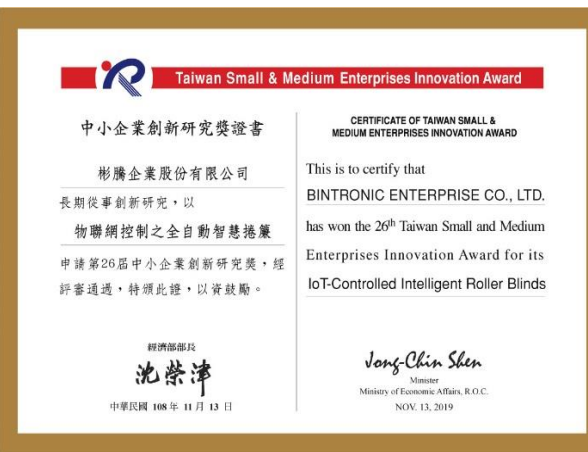 Taiwan Small & Medium Enterprises Innovation Award
中小企業創新研究獎證書
彬騰企業股份有限公司
長期從事創新研究，以
物聯網控制之全自動智慧捲簾
申請第26屆中小企業創新研究獎，經
評審通過，特頒此證，以資鼓勵。
經濟部部長
沈榮津
中華民國 108 年 11 月 13 日
CERTIFICATE OF TAIWAN SMALL &
MEDIUM ENTERPRISES INNOVATION AWARD
This is to certify that
BINTRONIC ENTERPRISE CO., LTD.
has won the 26th Taiwan Small and Medium
Enterprises Innovation Award for its
IoT-Controlled Intelligent Roller Blinds
Jong-Chin Shen
Minister
Ministry of Economic Affairs, R.O.C.
NOV. 13, 2019